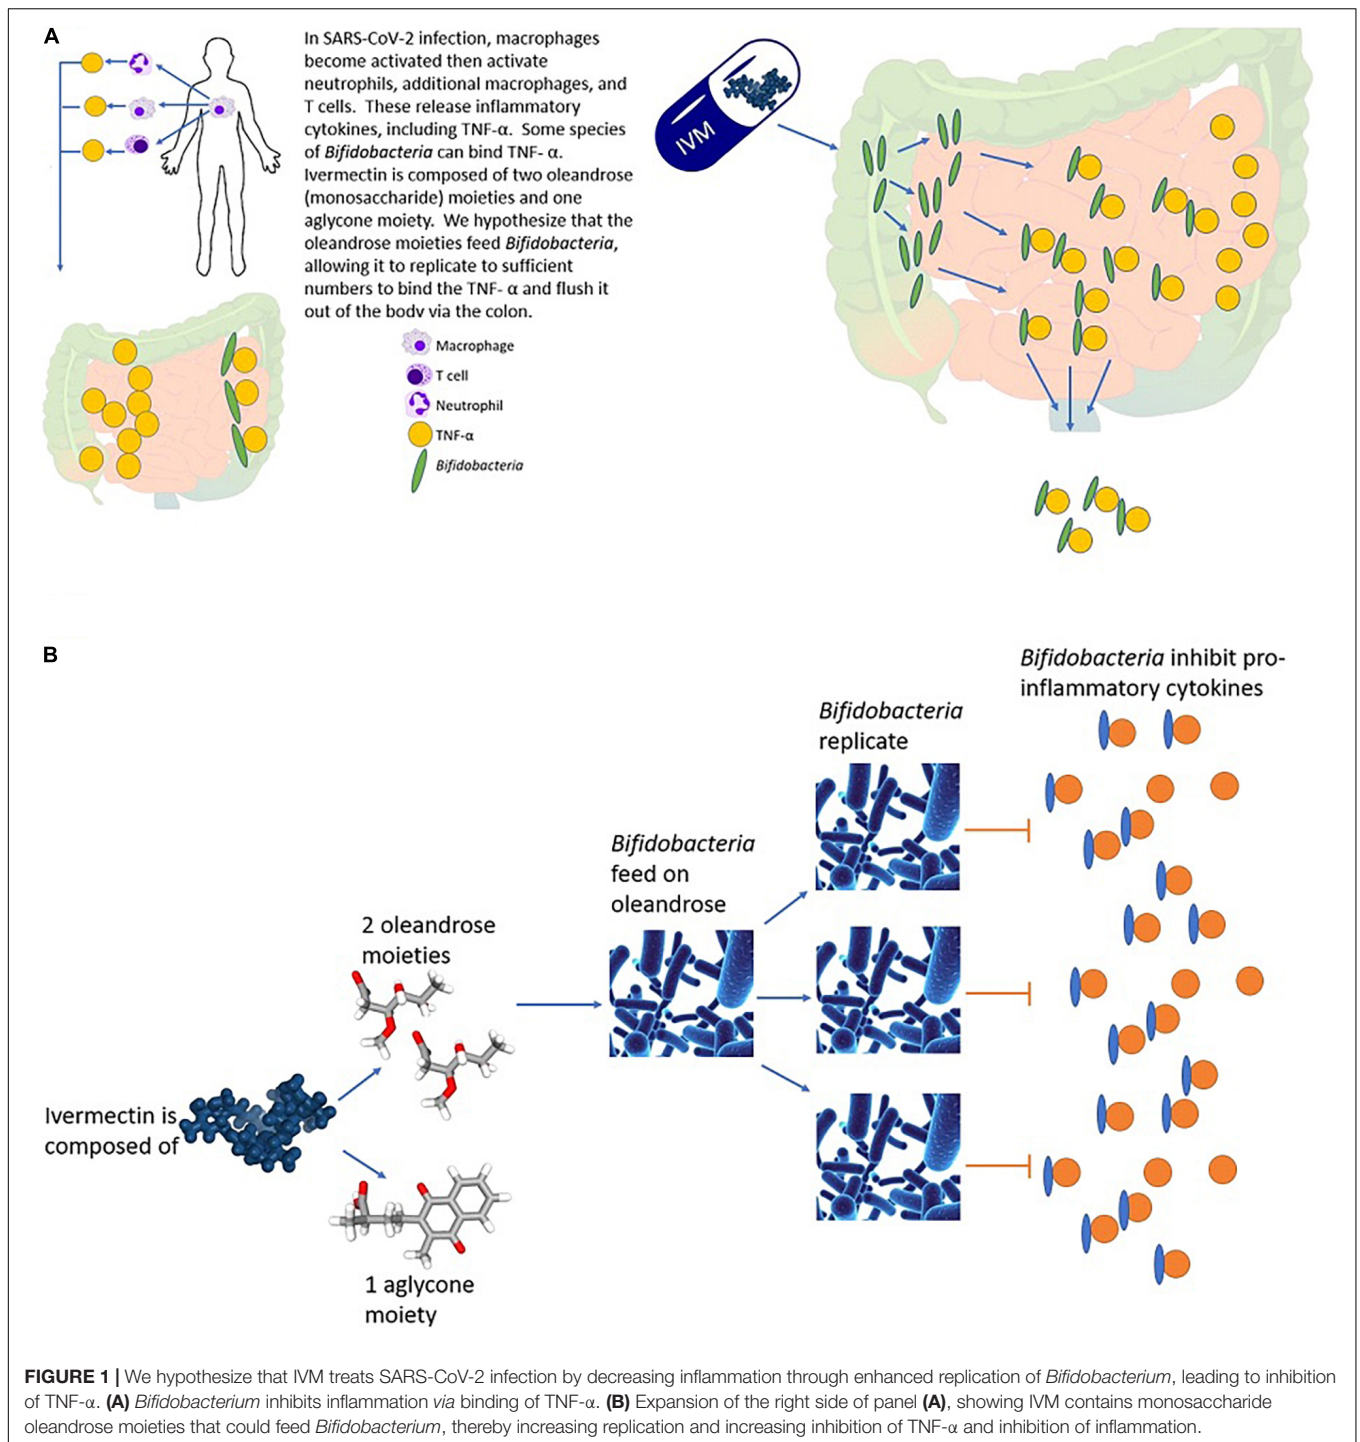 A
In SARS-CoV-2 infection, macrophages
become activated then activate
neutrophils, additional macrophages, and
T cells.  These release inflammatory
cytokines, including TNF-α.  Some species
of Bifidobacteria can bind TNF- α.
Ivermectin is composed of two oleandrose
(monosaccharide) moieties and one
aglycone moiety.  We hypothesize that the
oleandrose moieties feed Bifidobacteria,
allowing it to replicate to sufficient
numbers to bind the TNF- α and flush it
out of the body via the colon.
Macrophage
T cell
Neutrophil
TNF-α
Bifidobacteria
IVM
B
Bifidobacteria inhibit pro-
inflammatory cytokines
Bifidobacteria
replicate
Bifidobacteria
feed on
oleandrose
2 oleandrose
moieties
Ivermectin is
composed of
1 aglycone
moiety
FIGURE 1 | We hypothesize that IVM treats SARS-CoV-2 infection by decreasing inflammation through enhanced replication of Bifidobacterium, leading to inhibition
of TNF-α. (A) Bifidobacterium inhibits inflammation via binding of TNF-α. (B) Expansion of the right side of panel (A), showing IVM contains monosaccharide
oleandrose moieties that could feed Bifidobacterium, thereby increasing replication and increasing inhibition of TNF-α and inhibition of inflammation.